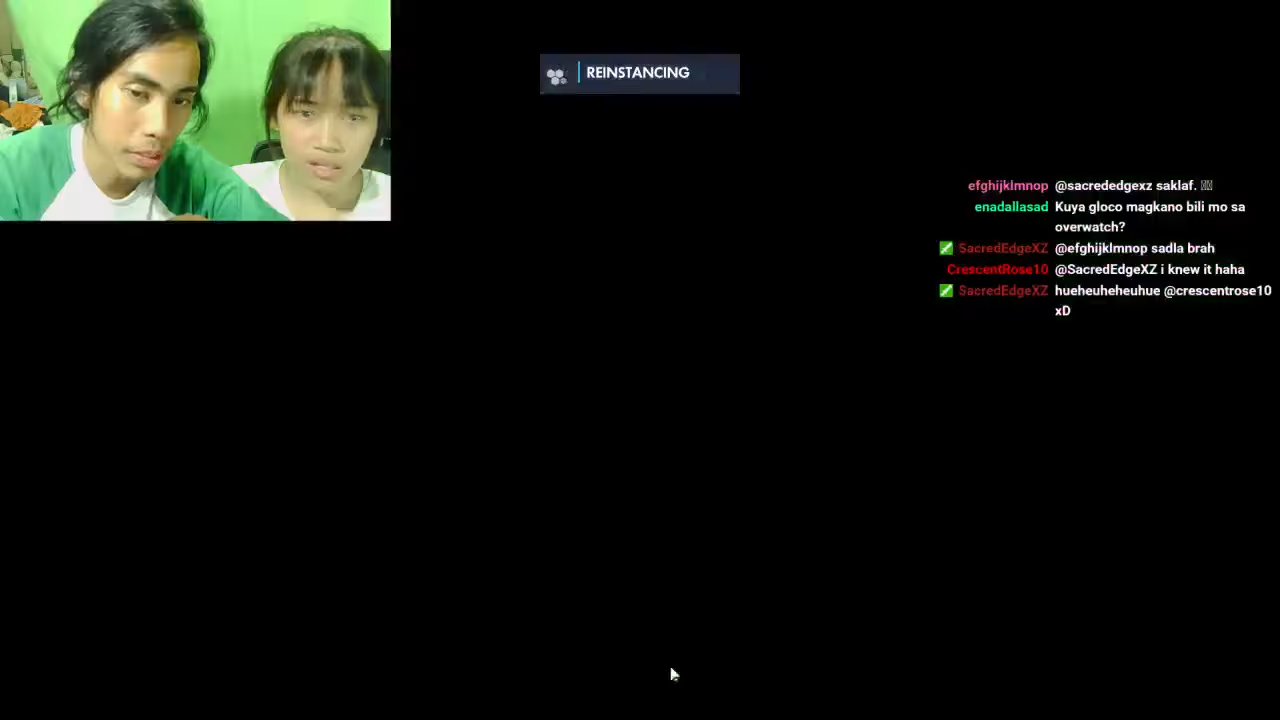 REINSTANCING
efghijklmnop @sacrededgexz saklaf.
enadallasad Kuya gloco magkano bili mo sa
overwatch?
SacredEdgeXZ @efghijklmnop sadla brah
CrescentRose10 @SacredEdgeXZ i knew it haha
SacredEdgeXZ hueheuheheuhue @crescentrose10
xD